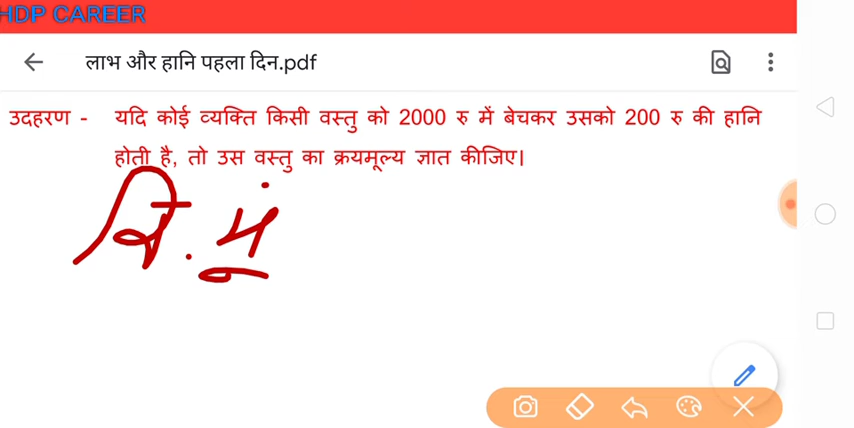 HDP CAREER
लाभ और हानि पहला दिन.pdf
उदहरण - यदि कोई व्यक्ति किसी वस्तु को 2000 रु में बेचकर उसको 200 रु की हानि
होती है, तो उस वस्तु का क्रयमूल्य ज्ञात कीजिए।
वि.